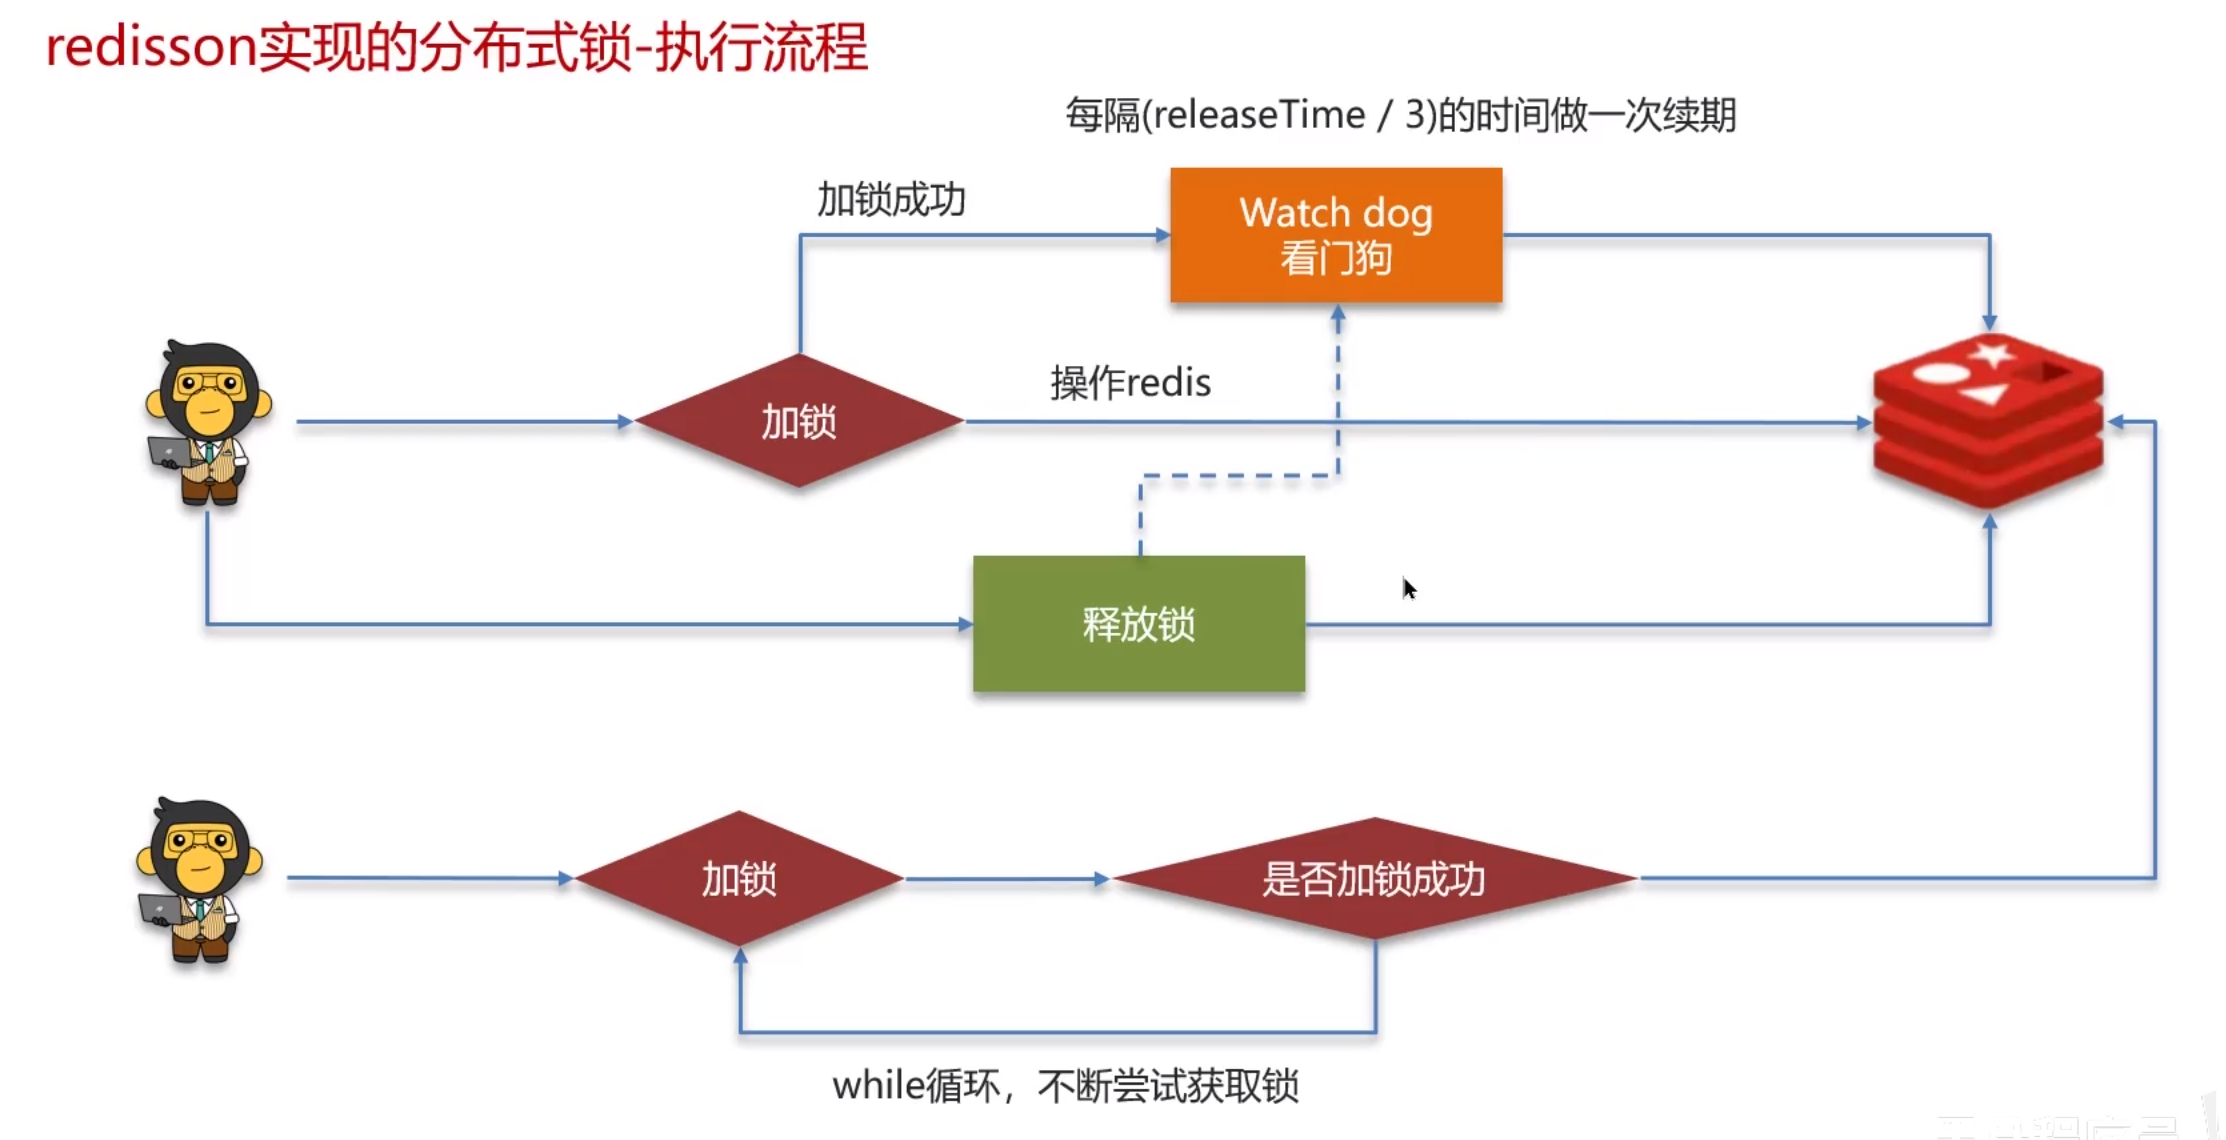 redisson实现的分布式锁-执行流程
每隔(releaseTime / 3)的时间做一次续期
加锁成功
Watch dog
看门狗
操作redis
加锁
释放锁
加锁
是否加锁成功
while循环，不断尝试获取锁